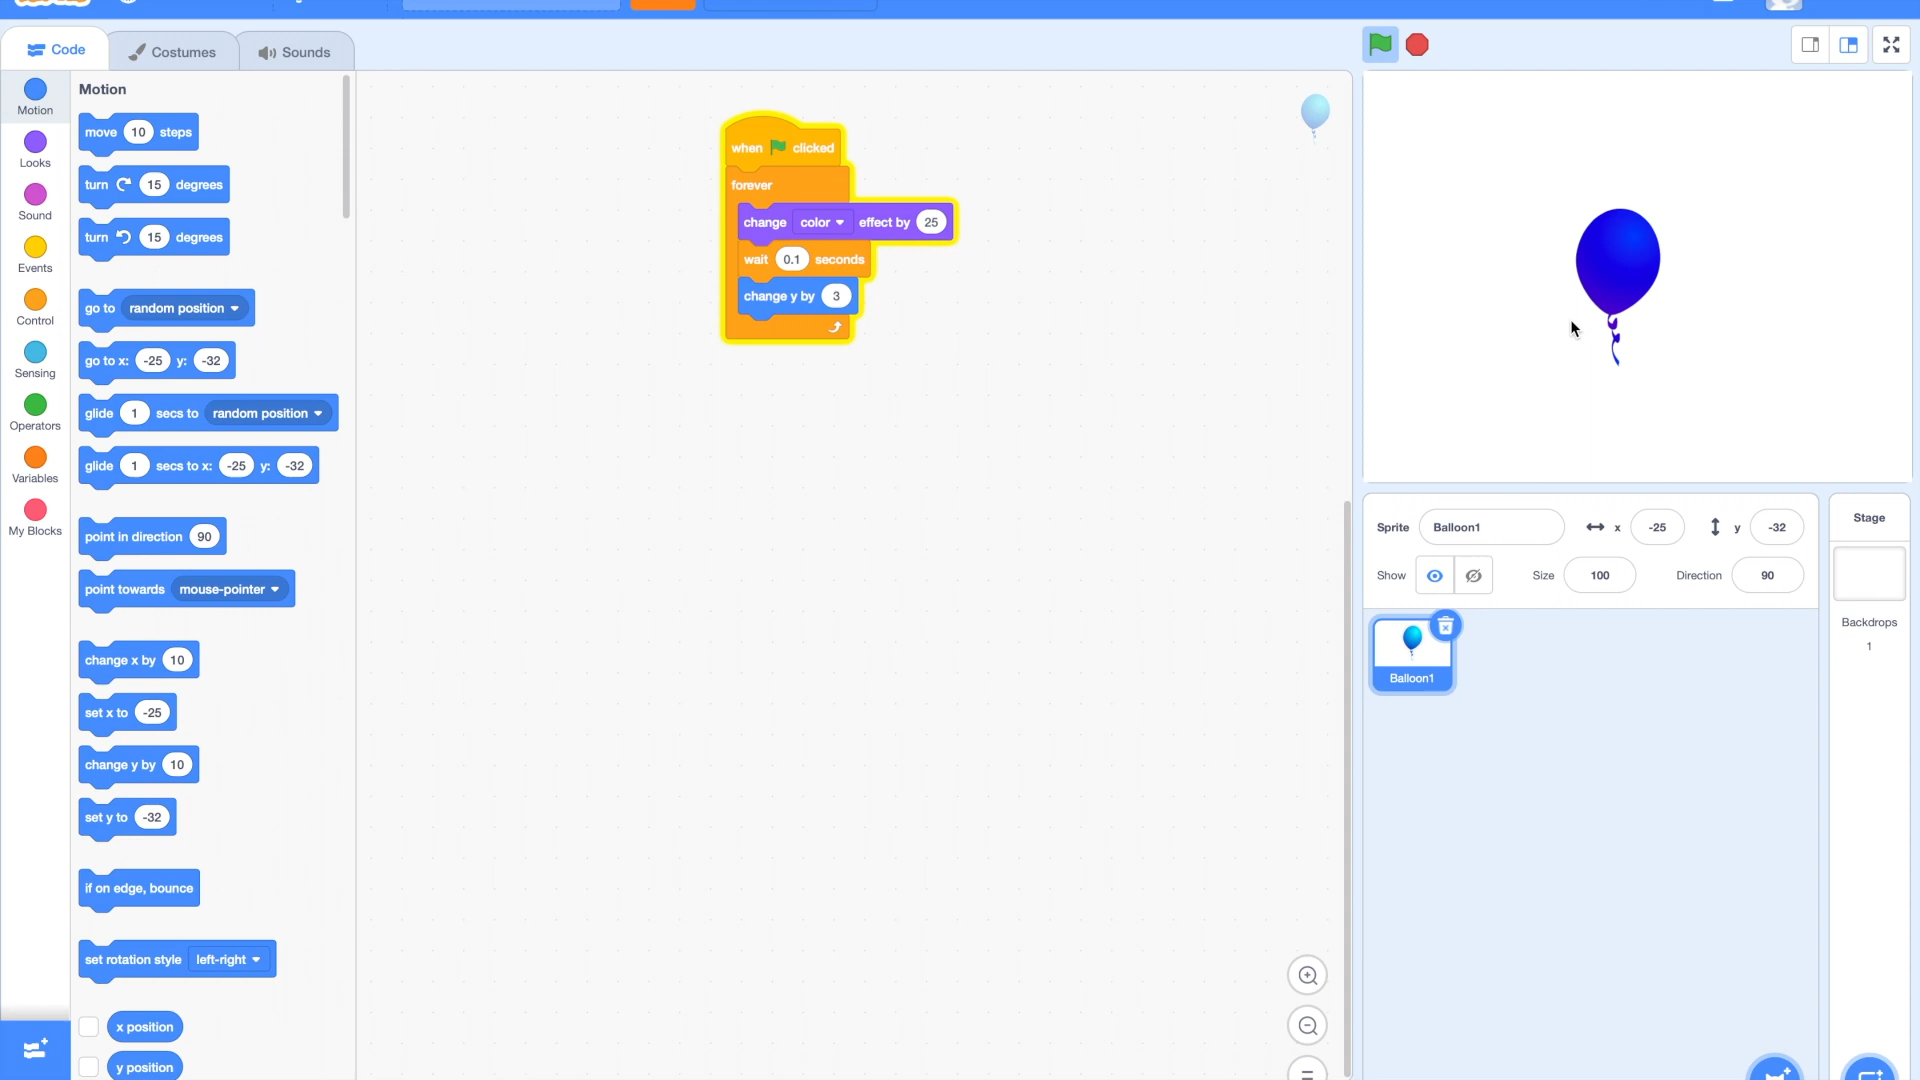 Code
Costumes
Sounds
Motion
Looks
Sound
Events
Control
Sensing
Operators
Variables
My Blocks
Motion
move 10 steps
turn 15 degrees
turn 15 degrees
go to random position
go to x: -25 y: -32
glide 1 secs to random position
glide 1 secs to x: -25 y: -32
point in direction 90
point towards mouse-pointer
change x by 10
set x to -25
change y by 10
set y to -32
if on edge, bounce
set rotation style left-right
x position
y position
when clicked
forever
change color effect by 25
wait 0.1 seconds
change y by 3
Sprite Balloon1 x -25 y -32
Show Size 100 Direction 90
Balloon1
Stage
Backdrops
1